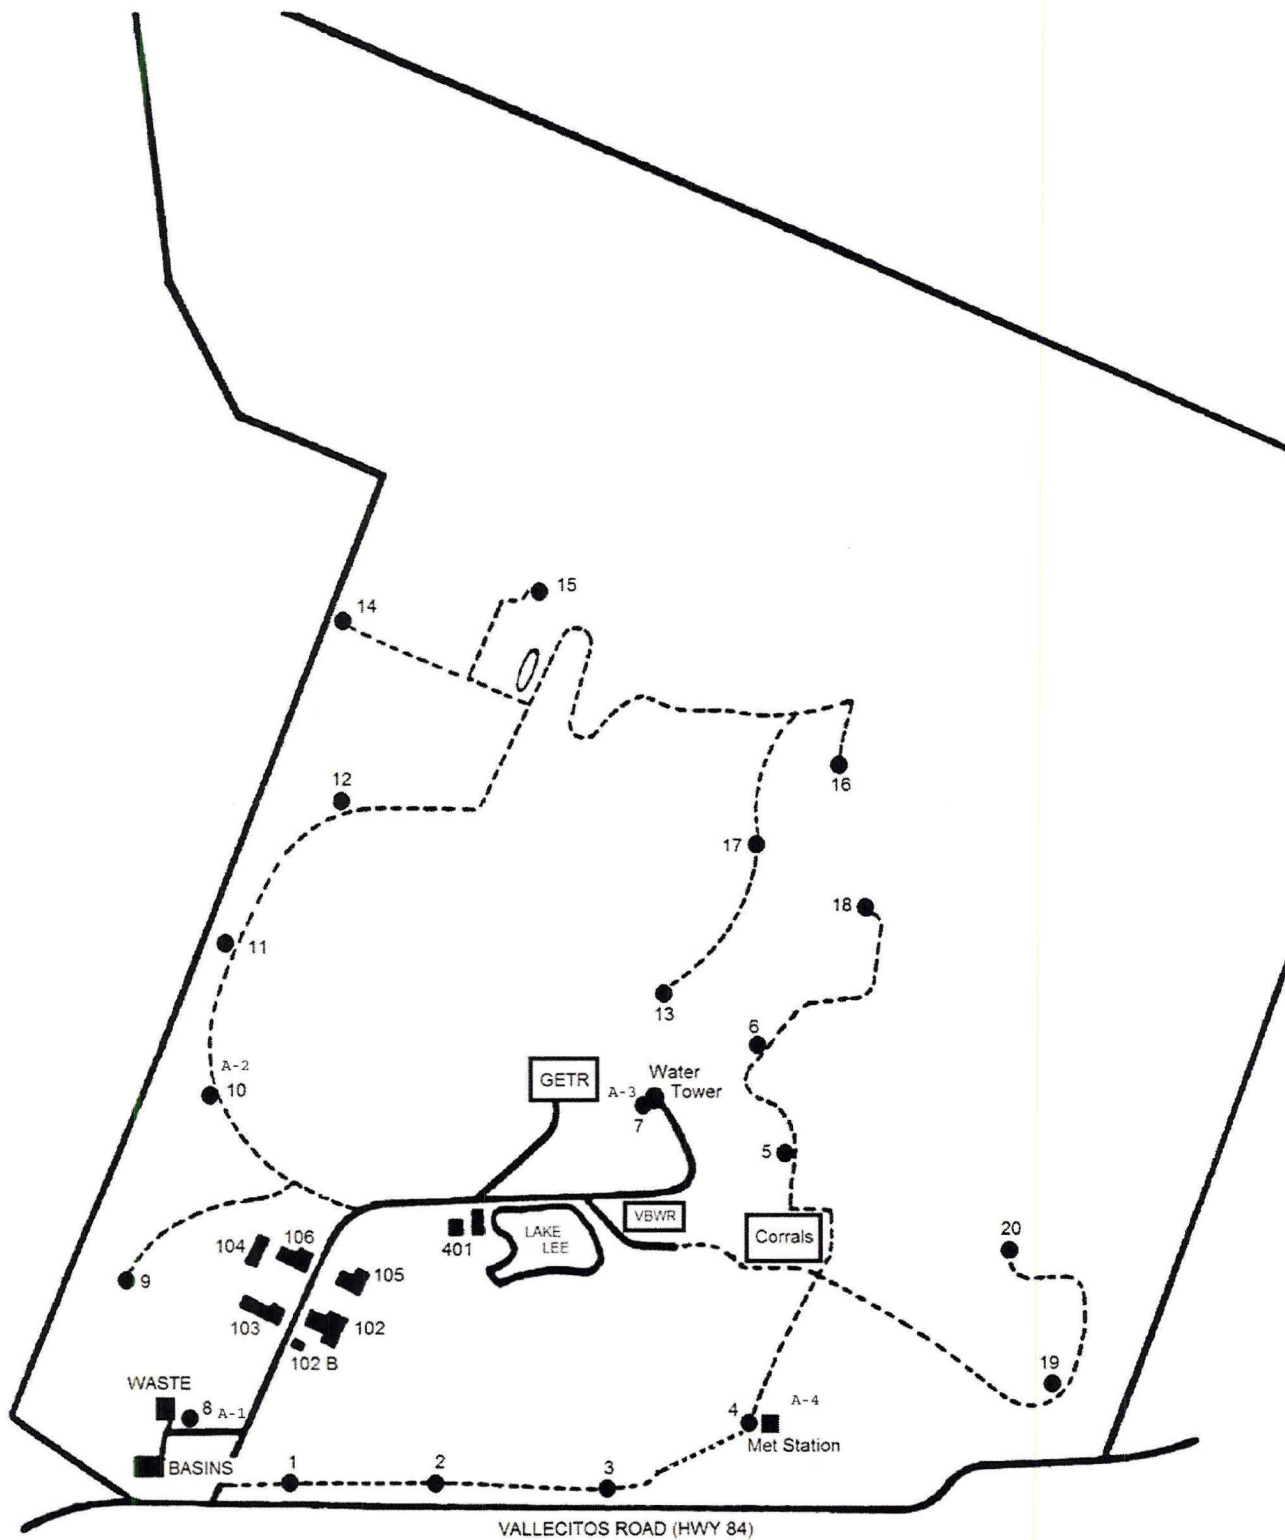 15
14
12
16
17
18
11
13
6
A-2
10
GETR
Water
Tower
A-3
7
5
VBWR
LAKE
LEE
401
Corrals
20
104
106
105
9
103
102
102 B
19
WASTE
8
A-1
4
A-4
Met Station
BASINS
1
2
3
VALLECITOS ROAD (HWY 84)